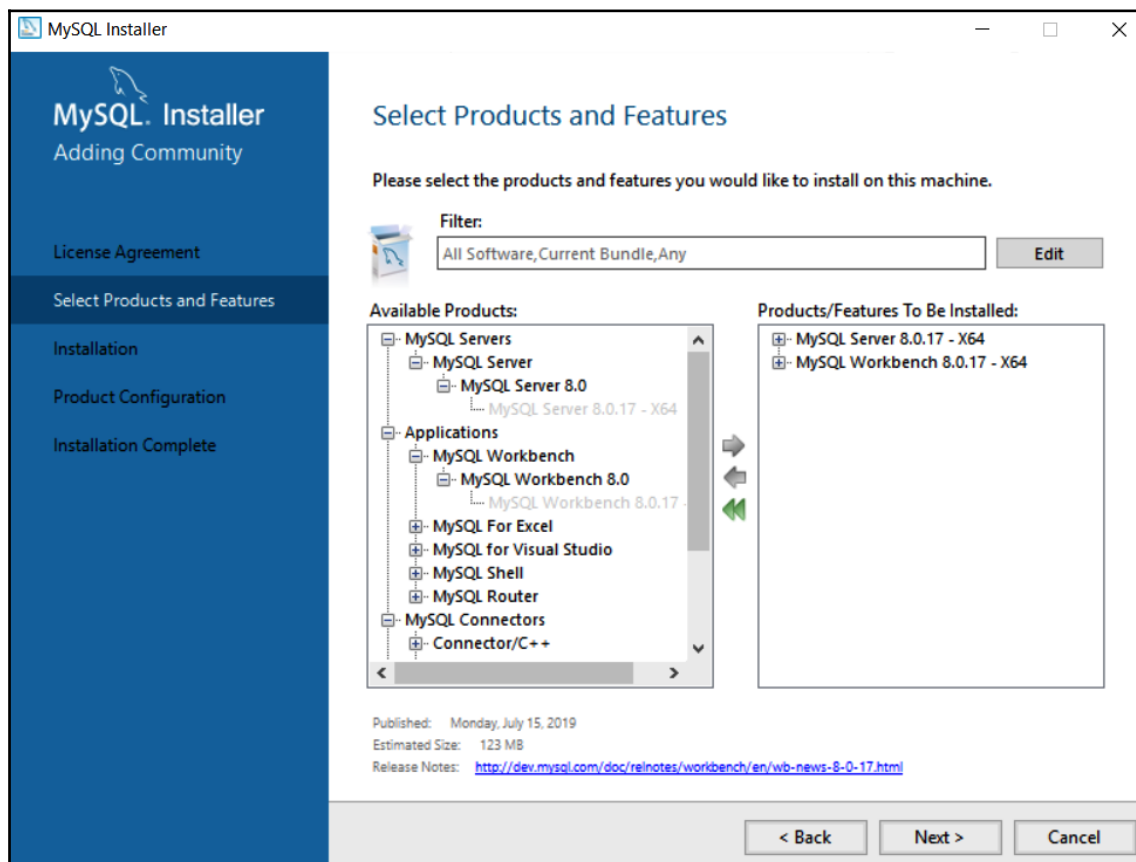 MySQL Installer
MySQL. Installer
Adding Community
License Agreement
Select Products and Features
Installation
Product Configuration
Installation Complete
Select Products and Features
Please select the products and features you would like to install on this machine.
Filter:
All Software,Current Bundle,Any
Edit
Available Products:
MySQL Servers
MySQL Server
MySQL Server 8.0
MySQL Server 8.0.17 - X64
Applications
MySQL Workbench
MySQL Workbench 8.0
MySQL Workbench 8.0.17 -
MySQL For Excel
MySQL for Visual Studio
MySQL Shell
MySQL Router
MySQL Connectors
Connector/C++
Products/Features To Be Installed:
MySQL Server 8.0.17 - X64
MySQL Workbench 8.0.17 - X64
Published: Monday, July 15, 2019
Estimated Size: 123 MB
Release Notes: http://dev.mysql.com/doc/relnotes/workbench/en/wb-news-8-0-17.html
< Back
Next >
Cancel